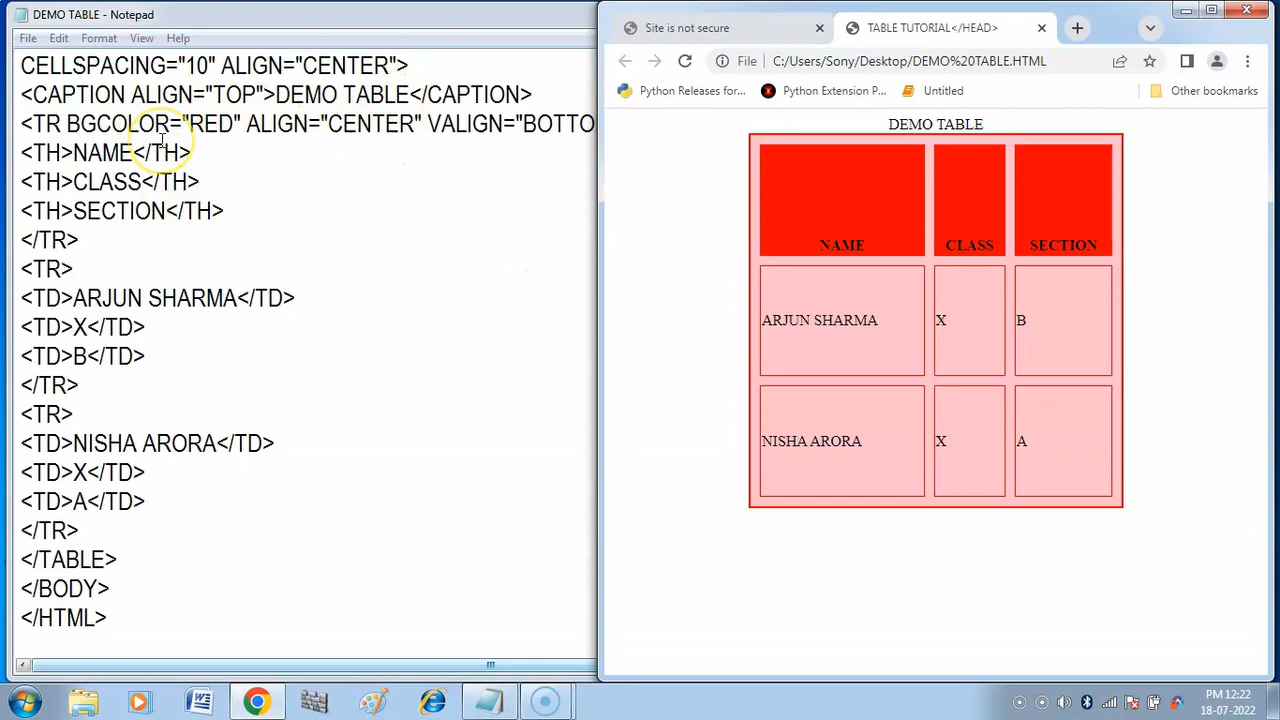 DEMO TABLE - Notepad
File Edit Format View Help
CELLSPACING="10" ALIGN="CENTER">
<CAPTION ALIGN="TOP">DEMO TABLE</CAPTION>
<TR BGCOLOR="RED" ALIGN="CENTER" VALIGN="BOTTO
<TH>NAME</TH>
<TH>CLASS</TH>
<TH>SECTION</TH>
</TR>
<TR>
<TD>ARJUN SHARMA</TD>
<TD>X</TD>
<TD>B</TD>
</TR>
<TR>
<TD>NISHA ARORA</TD>
<TD>X</TD>
<TD>A</TD>
</TR>
</TABLE>
</BODY>
</HTML>
Site is not secure
TABLE TUTORIAL</HEAD>
File C:/Users/Sony/Desktop/DEMO%20TABLE.HTML
Python Releases for... Python Extension P... Untitled Other bookmarks
DEMO TABLE
NAME CLASS SECTION
ARJUN SHARMA X B
NISHA ARORA X A
PM 12:22
18-07-2022